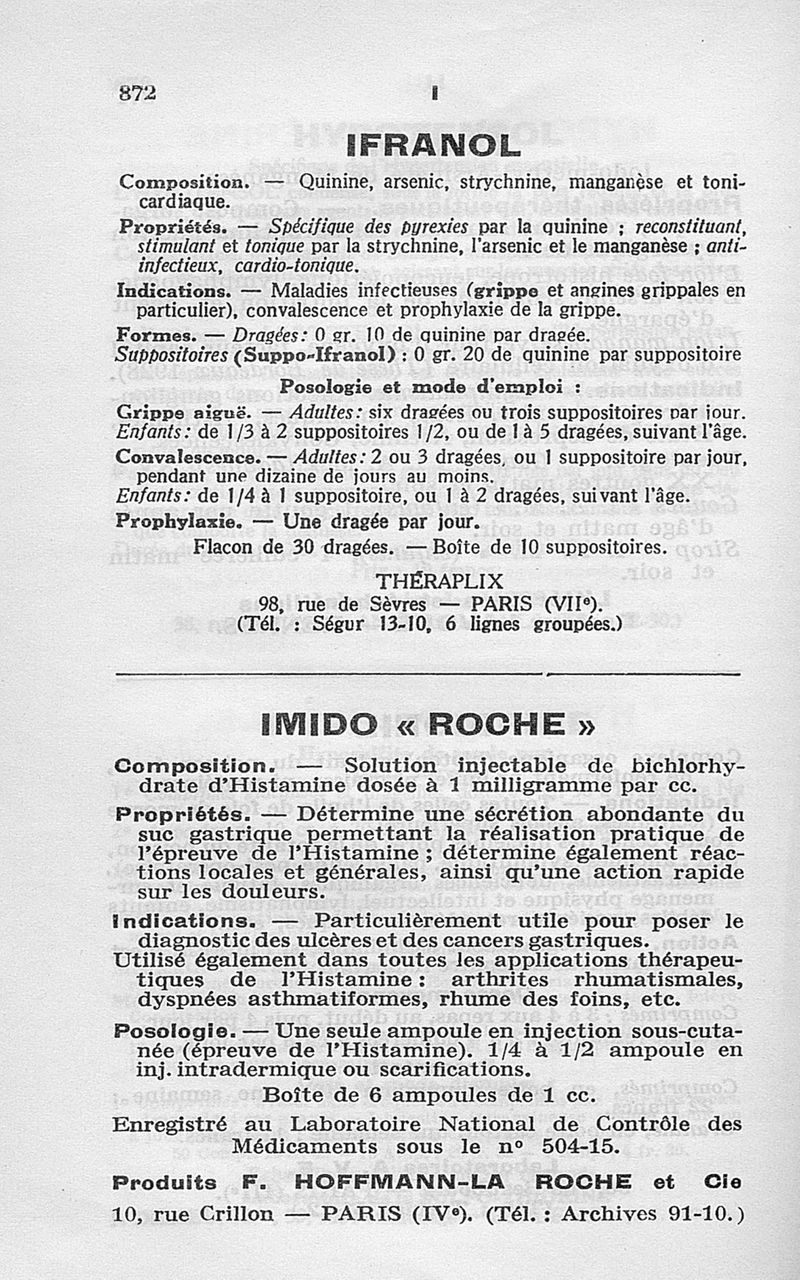 872
I
IFRANOL
Composition. — Quinine, arsenic, strychnine, manganèse et toni-
cardiaque.
Propriétés. — Spécifique des pyrexies par la quinine ; reconstituant,
stimulant et tonique par la strychnine, l'arsenic et le manganèse ; anti-
infectieux, cardio-tonique.
Indications. — Maladies infectieuses (grippe et angines grippales en
particulier), convalescence et prophylaxie de la grippe.
Formes. — Dragées : 0 gr. 10 de quinine par dragée.
Suppositoires (Suppo-Ifranol) : 0 gr. 20 de quinine par suppositoire
Posologie et mode d'emploi :
Grippe aiguë. — Adultes : six dragées ou trois suppositoires par jour.
Enfants : de 1/3 à 2 suppositoires 1/2, ou de 1 à 5 dragées, suivant l'âge.
Convalescence. — Adultes : 2 ou 3 dragées, ou 1 suppositoire par jour,
pendant une dizaine de jours au moins.
Enfants : de 1/4 à 1 suppositoire, ou 1 à 2 dragées, suivant l'âge.
Prophylaxie. — Une dragée par jour.
Flacon de 30 dragées. — Boîte de 10 suppositoires.
THÉRAPLIX
98, rue de Sèvres — PARIS (VIIe).
(Tél. : Ségur 13-10, 6 lignes groupées.)
IMIDO « ROCHE »
Composition. — Solution injectable de bichlorhy-
drate d'Histamine dosée à 1 milligramme par cc.
Propriétés. — Détermine une sécrétion abondante du
suc gastrique permettant la réalisation pratique de
l'épreuve de l'Histamine ; détermine également réac-
tions locales et générales, ainsi qu'une action rapide
sur les douleurs.
Indications. — Particulièrement utile pour poser le
diagnostic des ulcères et des cancers gastriques.
Utilisé également dans toutes les applications thérapeu-
tiques de l'Histamine : arthrites rhumatismales,
dyspnées asthmatiformes, rhume des foins, etc.
Posologie. — Une seule ampoule en injection sous-cuta-
née (épreuve de l'Histamine). 1/4 à 1/2 ampoule en
inj. intradermique ou scarifications.
Boîte de 6 ampoules de 1 cc.
Enregistré au Laboratoire National de Contrôle des
Médicaments sous le no 504-15.
Produits F. HOFFMANN-LA ROCHE et Cie
10, rue Crillon — PARIS (IVe). (Tél. : Archives 91-10.)